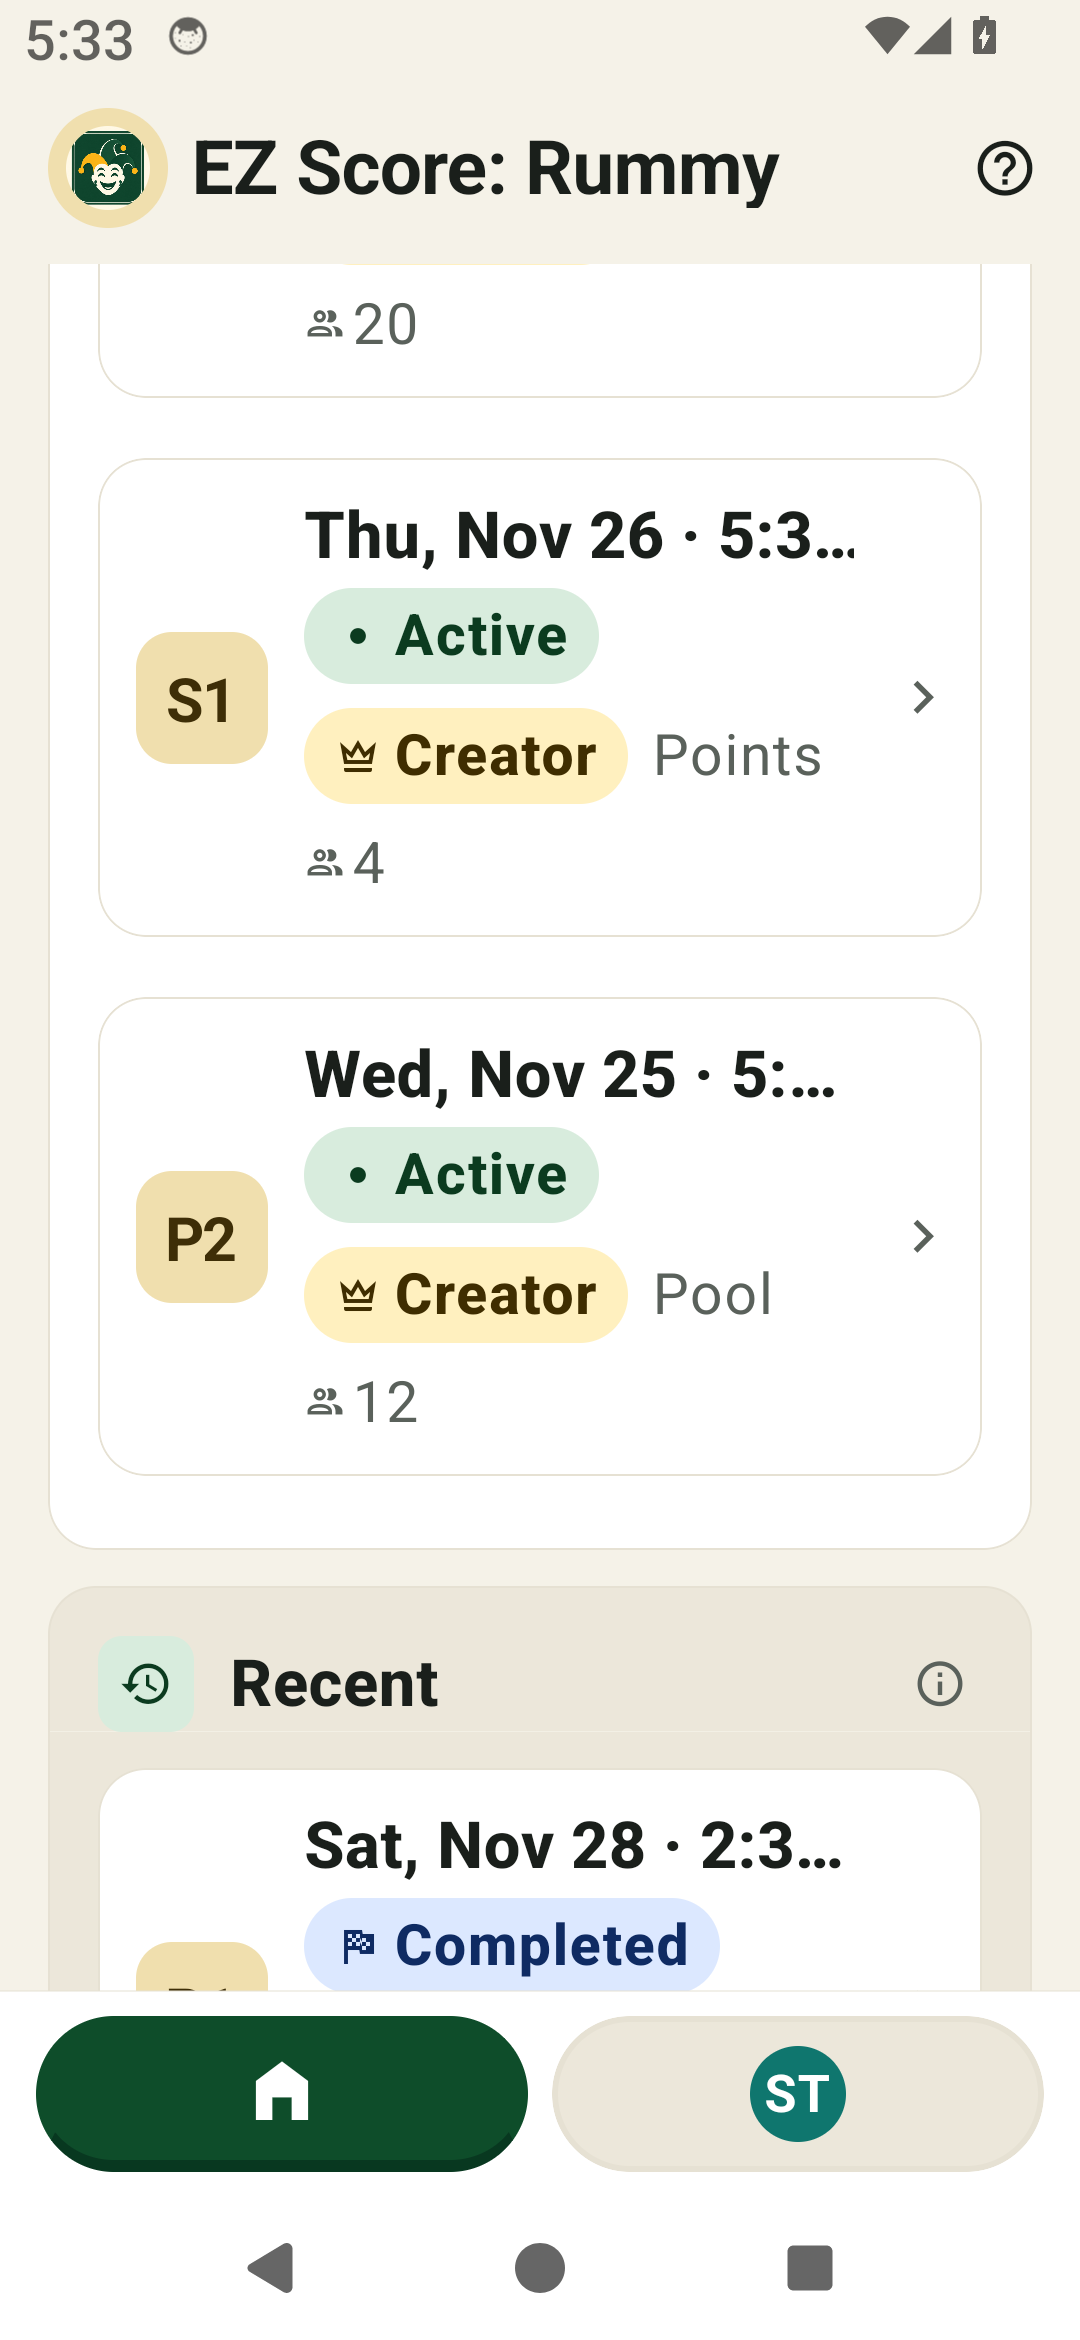 5:33
EZ Score: Rummy
20
Thu, Nov 26 · 5:3…
Active
S1
Creator Points
4
Wed, Nov 25 · 5:…
Active
P2
Creator Pool
12
Recent
Sat, Nov 28 · 2:3…
Completed
ST